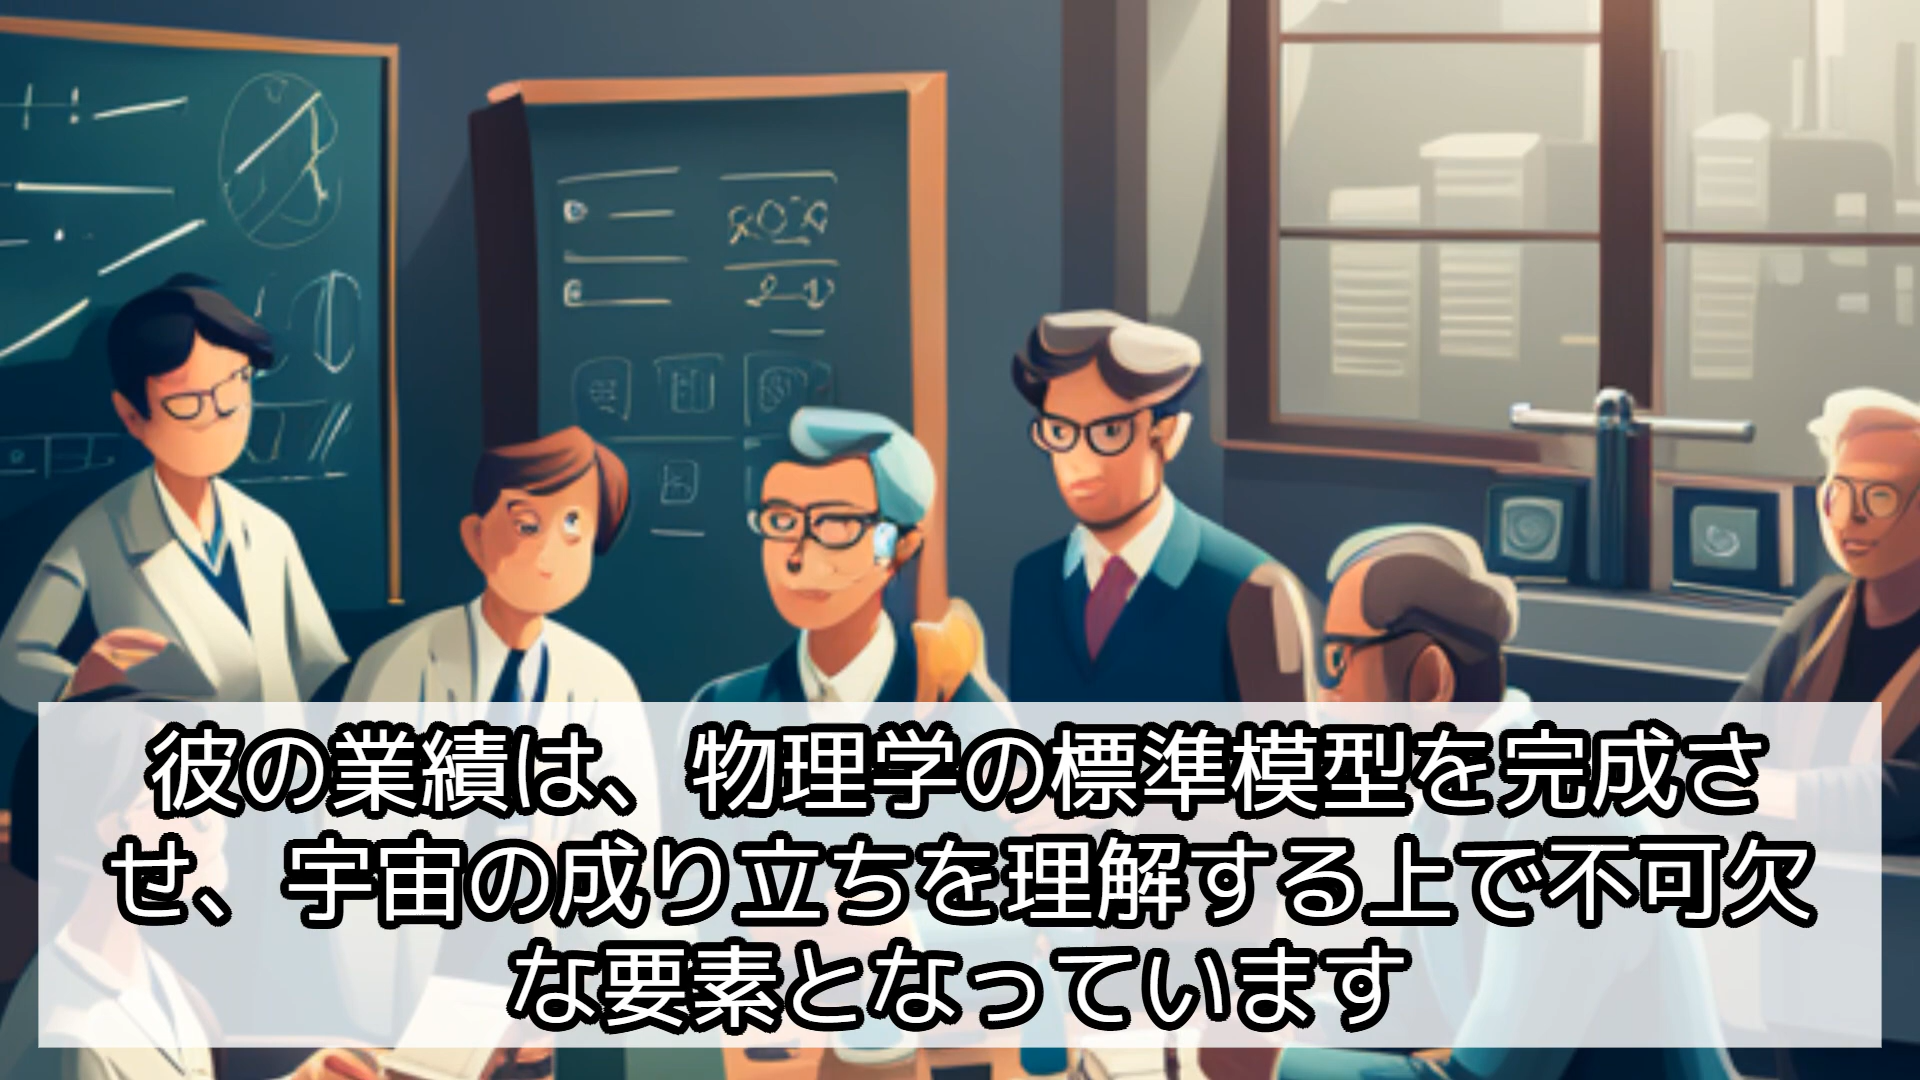 彼の業績は、物理学の標準模型を完成さ
せ、宇宙の成り立ちを理解する上で不可欠
な要素となっています